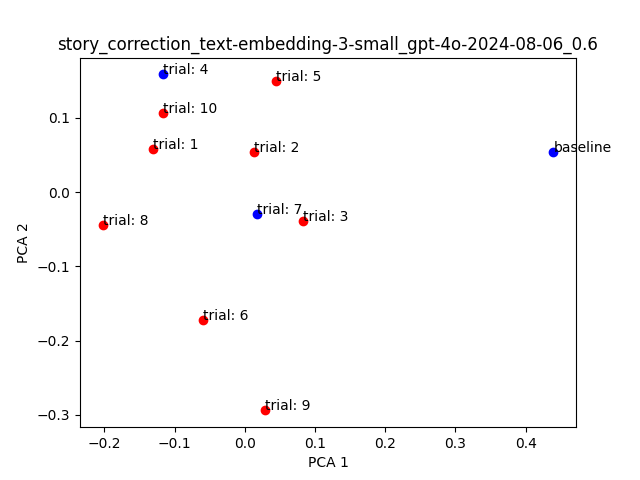 story_correction_text-embedding-3-small_gpt-4o-2024-08-06_0.6
trial: 4
trial: 5
trial: 10
0.1
trial: 1
trial: 2
baseline
0.0
trial: 7
trial: 3
trial: 8
PCA 2
−0.1
trial: 6
−0.2
trial: 9
−0.3
−0.2
−0.1
0.0
0.1
0.2
0.3
0.4
PCA 1